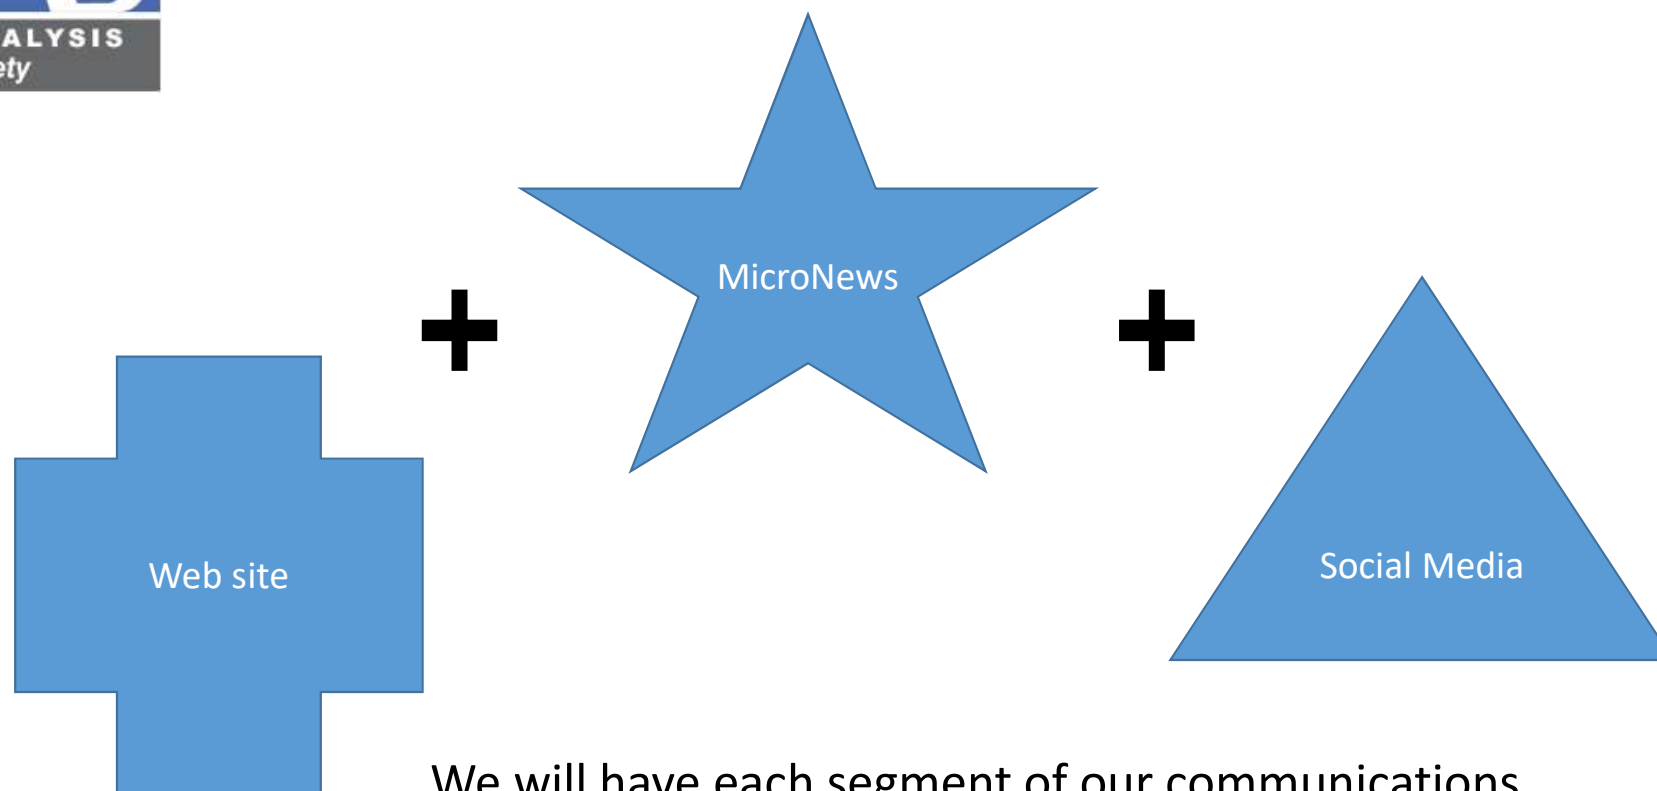 ALYSIS
ety
MicroNews
+
+
Web site
Social Media
We will have each segment of our communications